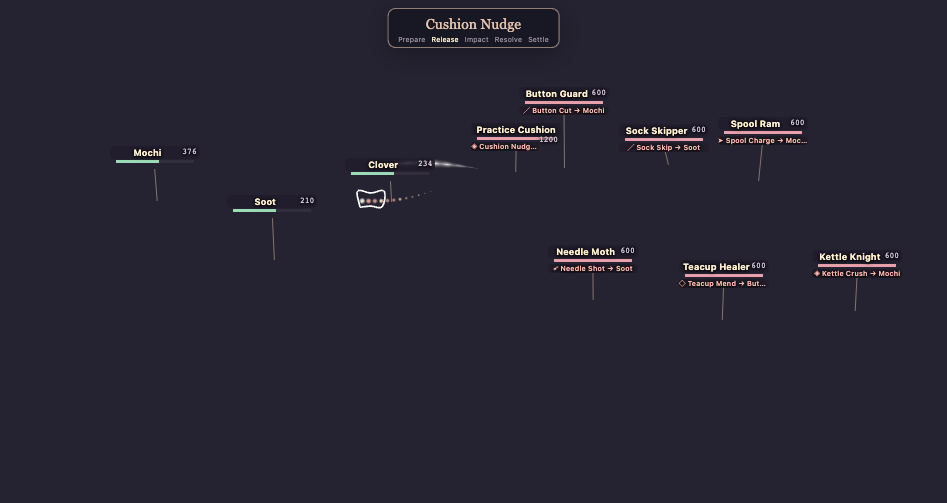 Cushion Nudge
Prepare Release Impact Resolve Settle
Button Guard 600
／ Button Cut → Mochi
Practice Cushion 1200
◈ Cushion Nudg...
Sock Skipper 600
／ Sock Skip → Soot
Spool Ram 600
➤ Spool Charge → Moc...
Mochi 376
Clover 234
Soot 210
Needle Moth 600
➶ Needle Shot → Soot
Teacup Healer 600
◇ Teacup Mend → But...
Kettle Knight 600
◈ Kettle Crush → Mochi